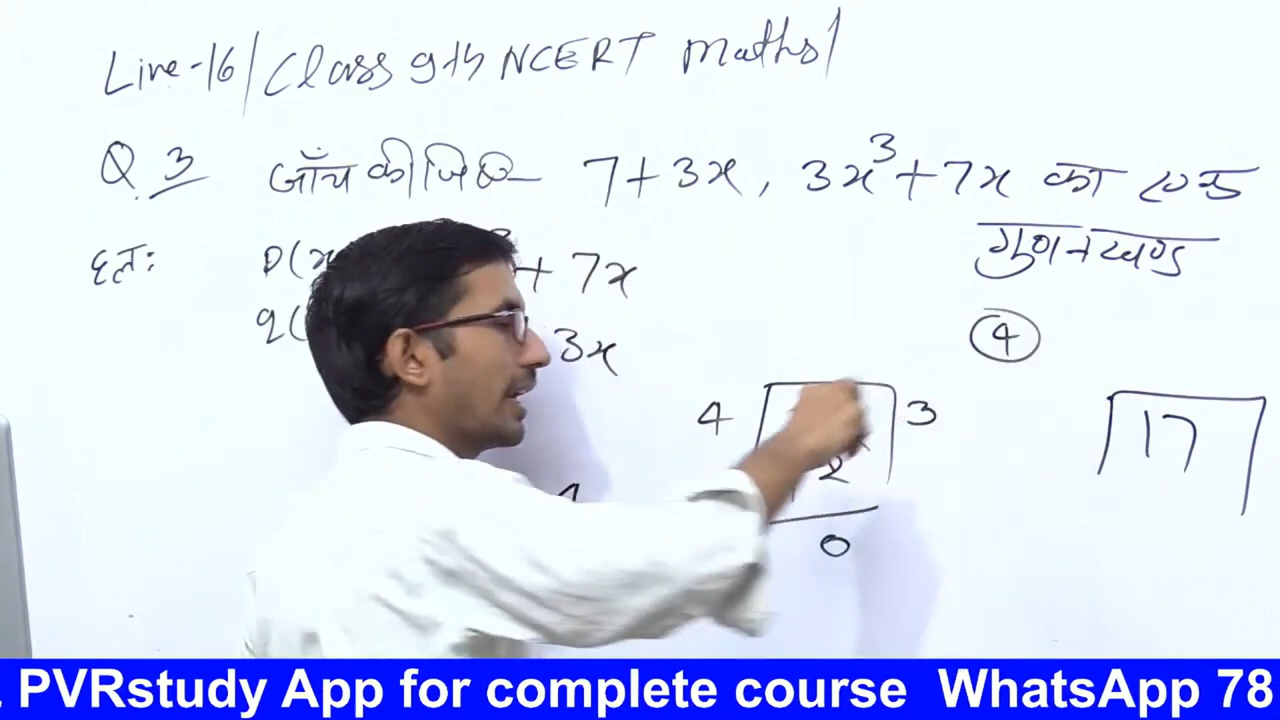 Live-16/Class 9th NCERT Maths/
Q.3 जाँच कीजिए- 7+3x, 3x³+7x का एक
गुणनखण्ड
हल:
p(x + 7x
q( 3x
4
4 3
17
2
0
PVRstudy App for complete course WhatsApp 78